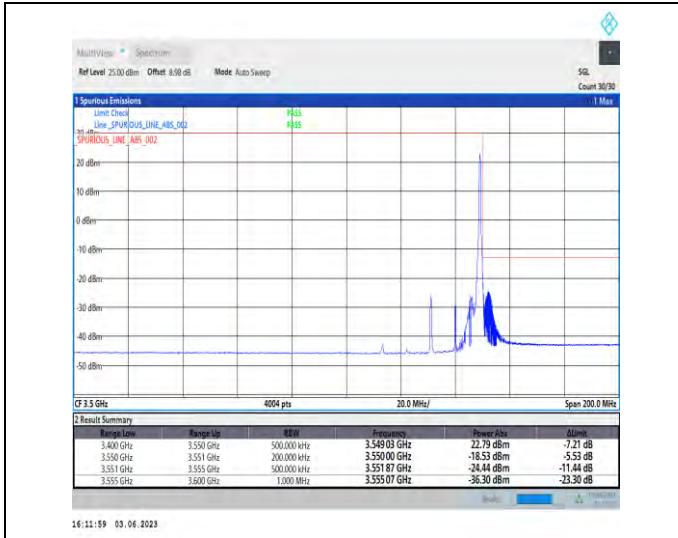 MultiView Spectrum
Ref Level 25.00 dBm Offset 8.98 dB Mode Auto Sweep SGL
Count 30/30
1 Spurious Emissions 1 Max
Limit Check PASS
Line _SPURIOUS_LINE_ABS_002 PASS
30 dBm
_SPURIOUS_LINE_ABS_002
20 dBm
10 dBm
0 dBm
-10 dBm
-20 dBm
-30 dBm
-40 dBm
-50 dBm
CF 3.5 GHz 4004 pts 20.0 MHz/ Span 200.0 MHz
2 Result Summary
Range Low Range Up RBW Frequency Power Abs ΔLimit
3.400 GHz 3.550 GHz 500.000 kHz 3.549 03 GHz 22.79 dBm -7.21 dB
3.550 GHz 3.551 GHz 200.000 kHz 3.550 00 GHz -18.53 dBm -5.53 dB
3.551 GHz 3.555 GHz 500.000 kHz 3.551 87 GHz -24.44 dBm -11.44 dB
3.555 GHz 3.600 GHz 1.000 MHz 3.555 07 GHz -36.30 dBm -23.30 dB
16:11:59 03.06.2023